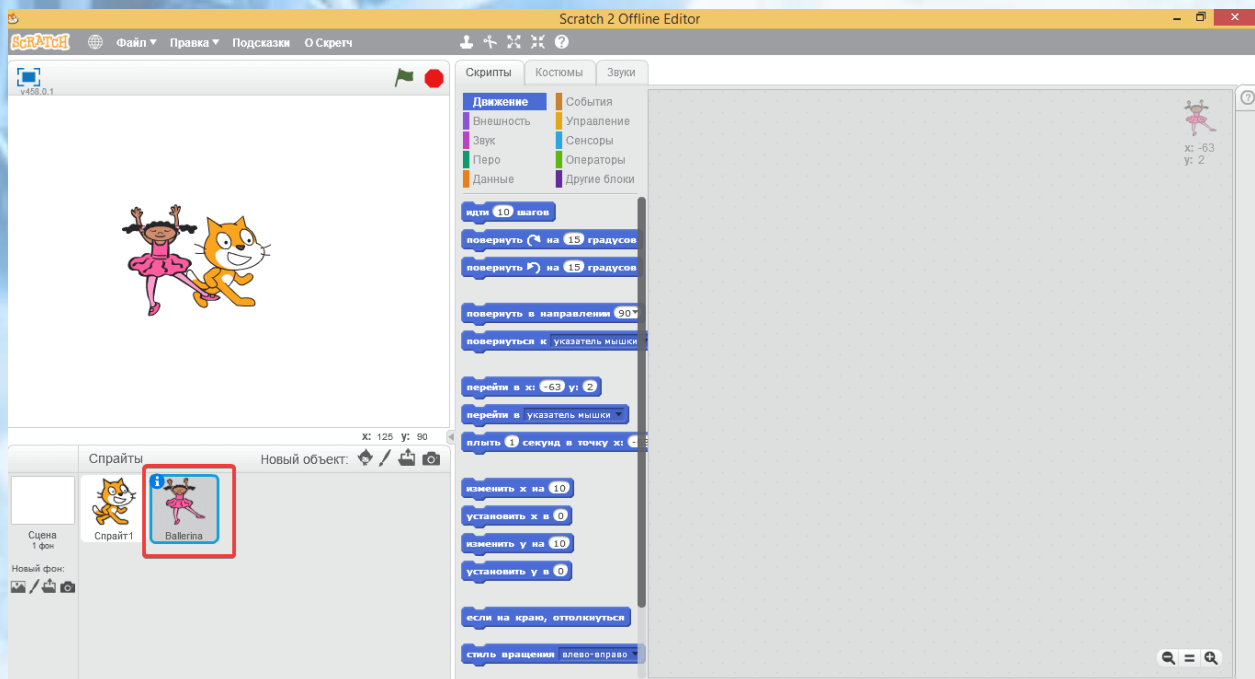 Scratch 2 Offline Editor
SCRATCH Файл Правка Подсказки О Скретч
v458.0.1
Скрипты Костюмы Звуки
Движение События
Внешность Управление
Звук Сенсоры
Перо Операторы
Данные Другие блоки
x: -63
y: 2
идти 10 шагов
повернуть на 15 градусов
повернуть на 15 градусов
повернуть в направлении 90
повернуться к указатель мышки
перейти в x: -63 y: 2
перейти в указатель мышки
плыть 1 секунд в точку x:
изменить x на 10
установить x в 0
изменить y на 10
установить y в 0
если на краю, оттолкнуться
стиль вращения влево-вправо
X: 125 y: 90
Спрайты Новый объект:
Сцена
1 фон
Спрайт1
Ballerina
Новый фон: